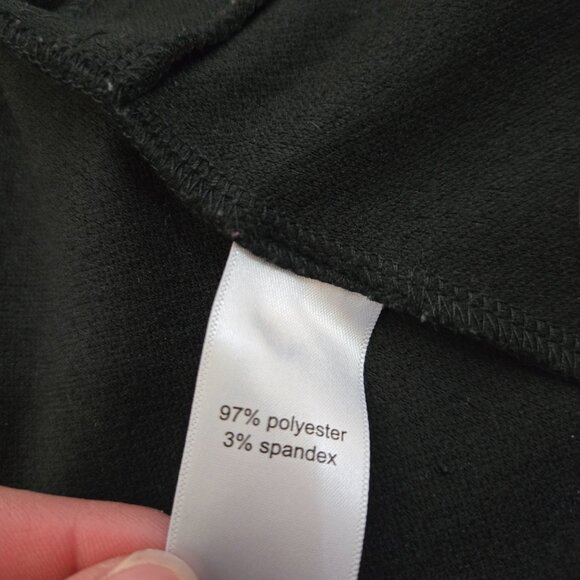 97% polyester
3% spandex